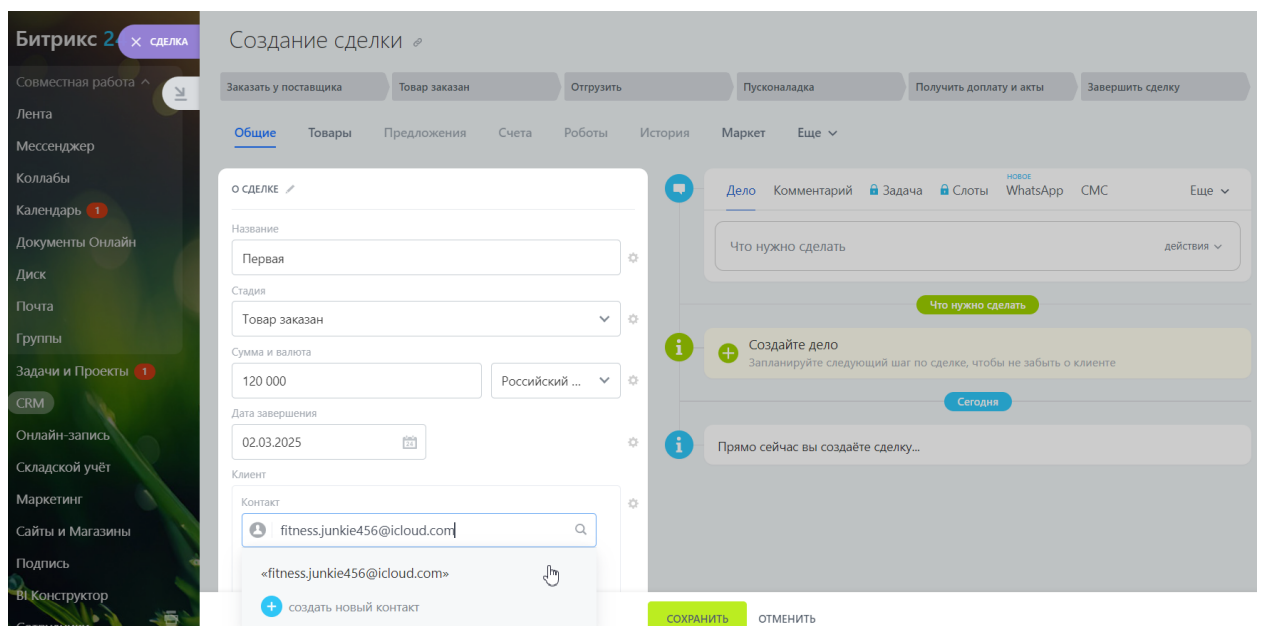 Битрикс 24
СДЕЛКА
Совместная работа
Лента
Мессенджер
Коллабы
Календарь 1
Документы Онлайн
Диск
Почта
Группы
Задачи и Проекты 1
CRM
Онлайн-запись
Складской учёт
Маркетинг
Сайты и Магазины
Подпись
BI Конструктор
Создание сделки
Заказать у поставщика
Товар заказан
Отгрузить
Пусконаладка
Получить доплату и акты
Завершить сделку
Общие Товары Предложения Счета Роботы История Маркет Еще
О СДЕЛКЕ
Название
Первая
Стадия
Товар заказан
Сумма и валюта
120 000 Российский ...
Дата завершения
02.03.2025 24
Клиент
Контакт
fitness.junkie456@icloud.com
«fitness.junkie456@icloud.com»
создать новый контакт
НОВОЕ
Дело Комментарий Задача Слоты WhatsApp СМС Еще
Что нужно сделать действия
Что нужно сделать
Создайте дело
Запланируйте следующий шаг по сделке, чтобы не забыть о клиенте
Сегодня
Прямо сейчас вы создаёте сделку...
СОХРАНИТЬ ОТМЕНИТЬ